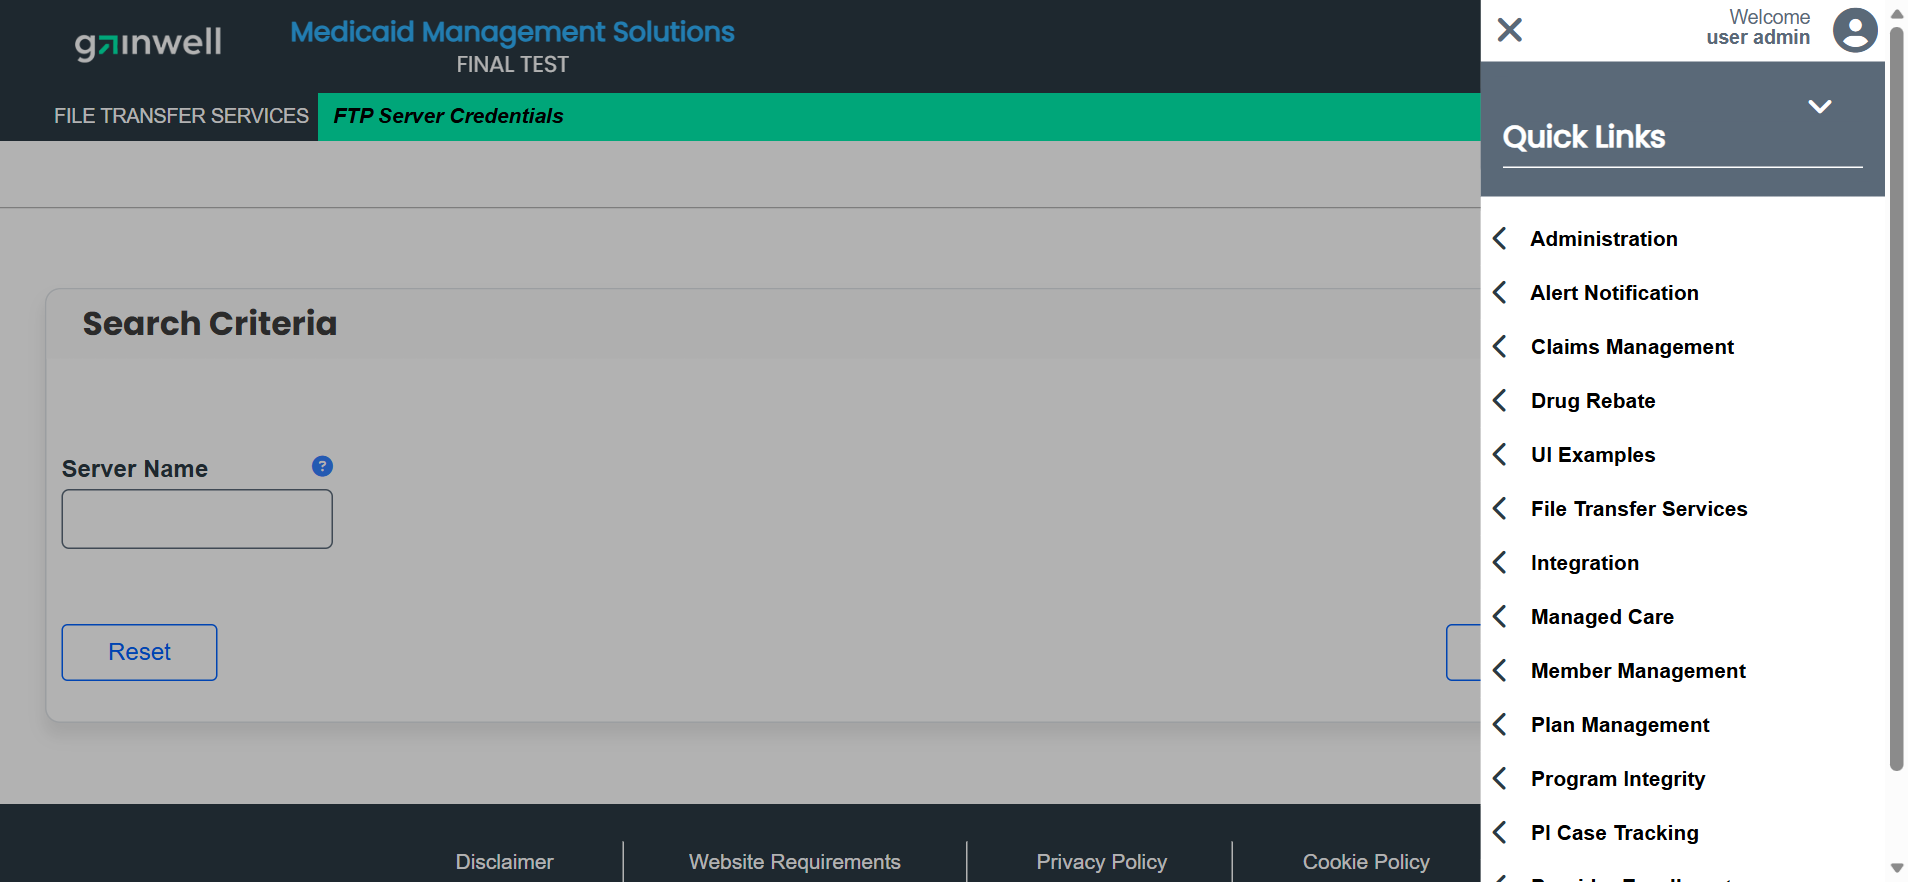 gainwell
Medicaid Management Solutions
FINAL TEST
FILE TRANSFER SERVICES
FTP Server Credentials
Search Criteria
Server Name
?
Reset
Disclaimer
Website Requirements
Privacy Policy
Cookie Policy
Welcome
user admin
Quick Links
Administration
Alert Notification
Claims Management
Drug Rebate
UI Examples
File Transfer Services
Integration
Managed Care
Member Management
Plan Management
Program Integrity
PI Case Tracking